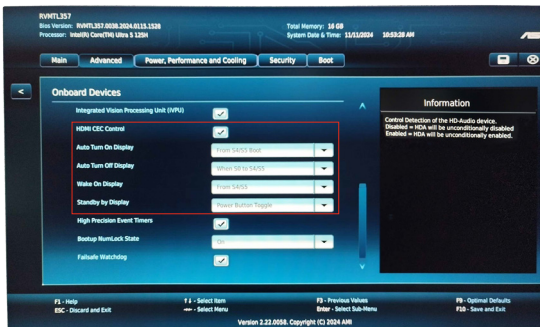 RVMTL357
Bios Version: RVMTL357.0038.2024.0115.1528
Processor: Intel(R) Core(TM) Ultra 5 125H
Total Memory: 16 GB
System Date & Time: 11/11/2024 10:53:28 AM
Main Advanced Power, Performance and Cooling Security Boot
<
Onboard Devices
Integrated Vision Processing Unit (IVPU)
HDMI CEC Control
Auto Turn On Display From S4/S5 Boot
Auto Turn Off Display When S0 to S4/S5
Wake On Display From S4/S5
Standby by Display Power Button Toggle
High Precision Event Timers
Bootup NumLock State On
Failsafe Watchdog
Information
Control Detection of the HD-Audio device.
Disabled = HDA will be unconditionally disabled
Enabled = HDA will be unconditionally enabled.
F1 - Help
ESC - Discard and Exit
↑↓ - Select Item
→← - Select Menu
F3 - Previous Values
Enter - Select Sub-Menu
F9 - Optimal Defaults
F10 - Save and Exit
Version 2.22.0058. Copyright (C) 2024 AMI